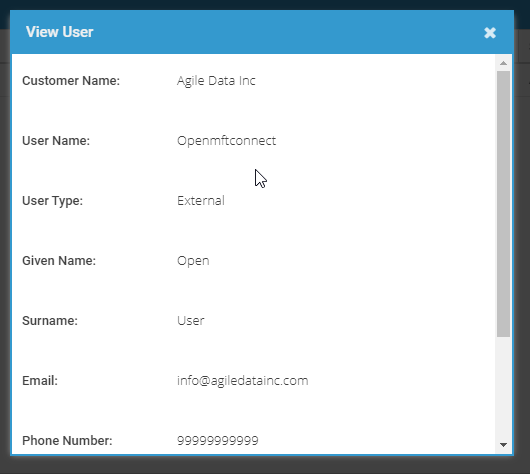 View User
Customer Name: Agile Data Inc
User Name: Openmftconnect
User Type: External
Given Name: Open
Surname: User
Email: info@agiledatainc.com
Phone Number: 99999999999